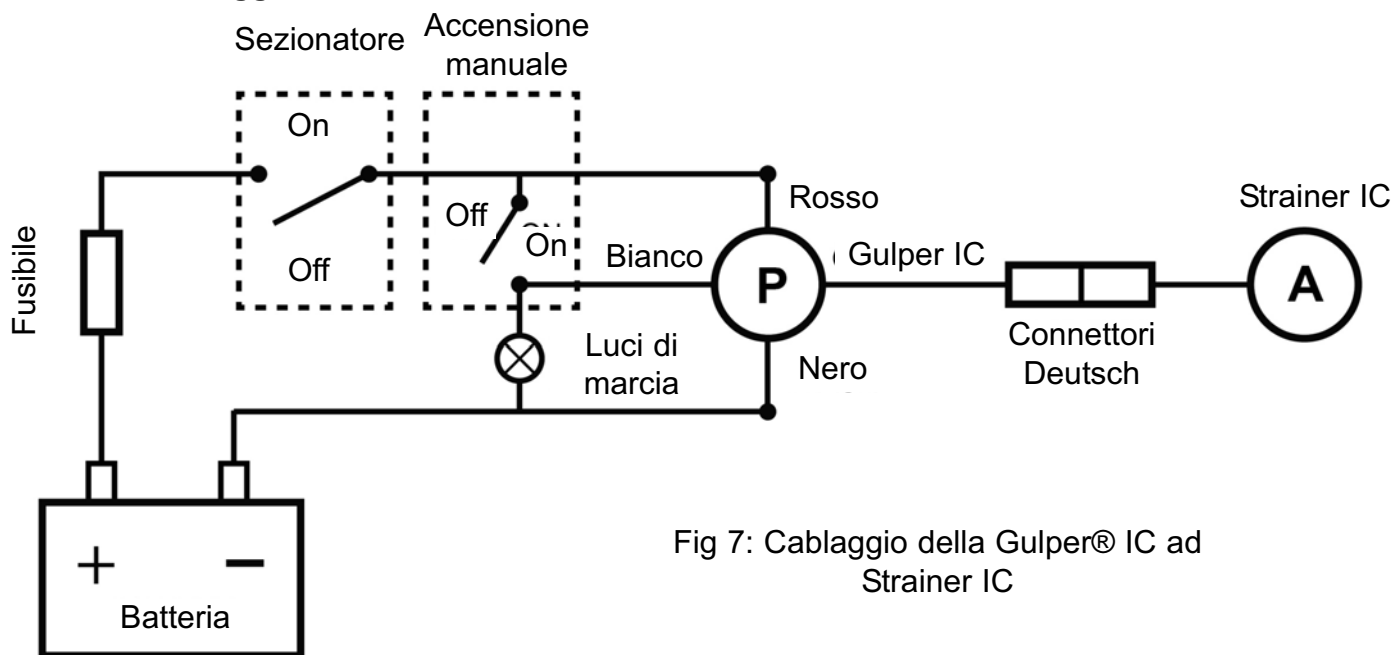 Sezionatore
Accensione
manuale
On
Off
Off
On
Fusibile
Rosso
Bianco
P
Gulper IC
Strainer IC
A
Connettori
Deutsch
Luci di
marcia
Nero
+ −
Batteria
Fig 7: Cablaggio della Gulper® IC ad
Strainer IC